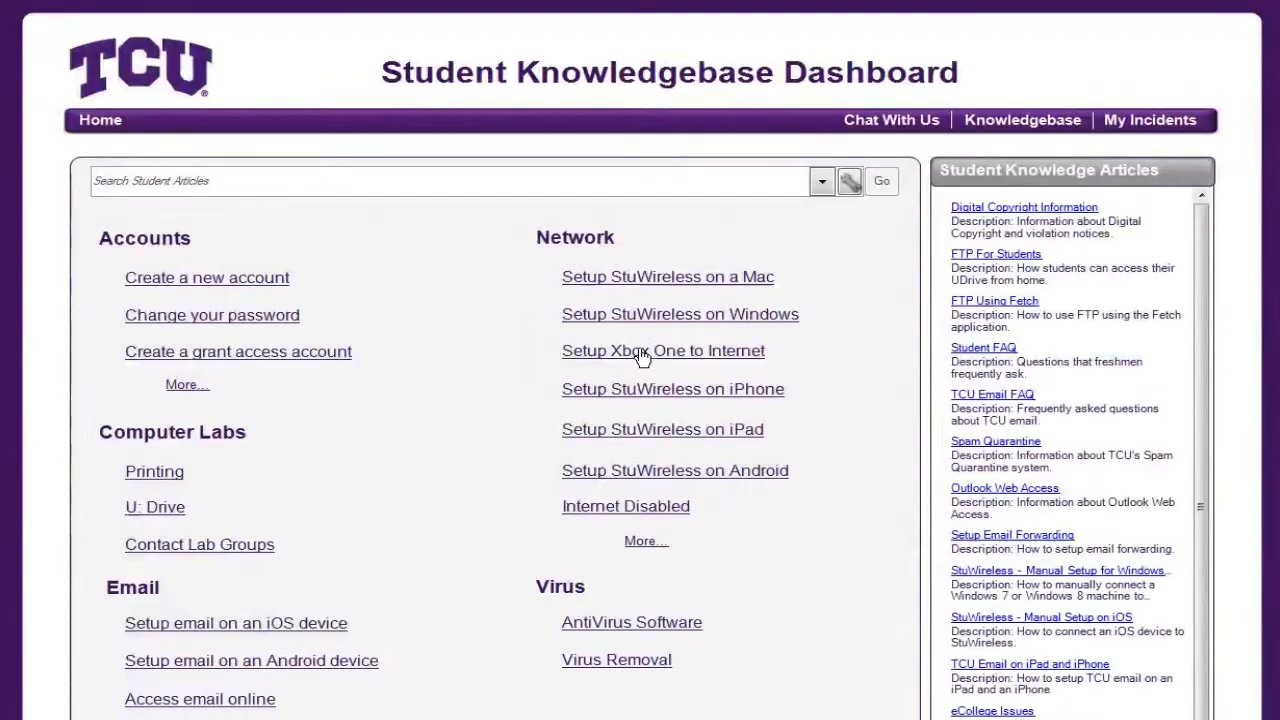 TCU
Student Knowledgebase Dashboard
Home
Chat With Us
Knowledgebase
My Incidents
Search Student Articles
Go
Accounts
Create a new account
Change your password
Create a grant access account
More...
Computer Labs
Printing
U: Drive
Contact Lab Groups
Email
Setup email on an iOS device
Setup email on an Android device
Access email online
Network
Setup StuWireless on a Mac
Setup StuWireless on Windows
Setup Xbox One to Internet
Setup StuWireless on iPhone
Setup StuWireless on iPad
Setup StuWireless on Android
Internet Disabled
More...
Virus
AntiVirus Software
Virus Removal
Student Knowledge Articles
Digital Copyright Information
Description: Information about Digital
Copyright and violation notices.
FTP For Students
Description: How students can access their
UDrive from home.
FTP Using Fetch
Description: How to use FTP using the Fetch
application.
Student FAQ
Description: Questions that freshmen
frequently ask.
TCU Email FAQ
Description: Frequently asked questions
about TCU email.
Spam Quarantine
Description: Information about TCU's Spam
Quarantine system.
Outlook Web Access
Description: Information about Outlook Web
Access.
Setup Email Forwarding
Description: How to setup email forwarding.
StuWireless - Manual Setup for Windows...
Description: How to manually connect a
Windows 7 or Windows 8 machine to...
StuWireless - Manual Setup on iOS
Description: How to connect an iOS device to
StuWireless.
TCU Email on iPad and iPhone
Description: How to setup TCU email on an
iPad and an iPhone
eCollege Issues